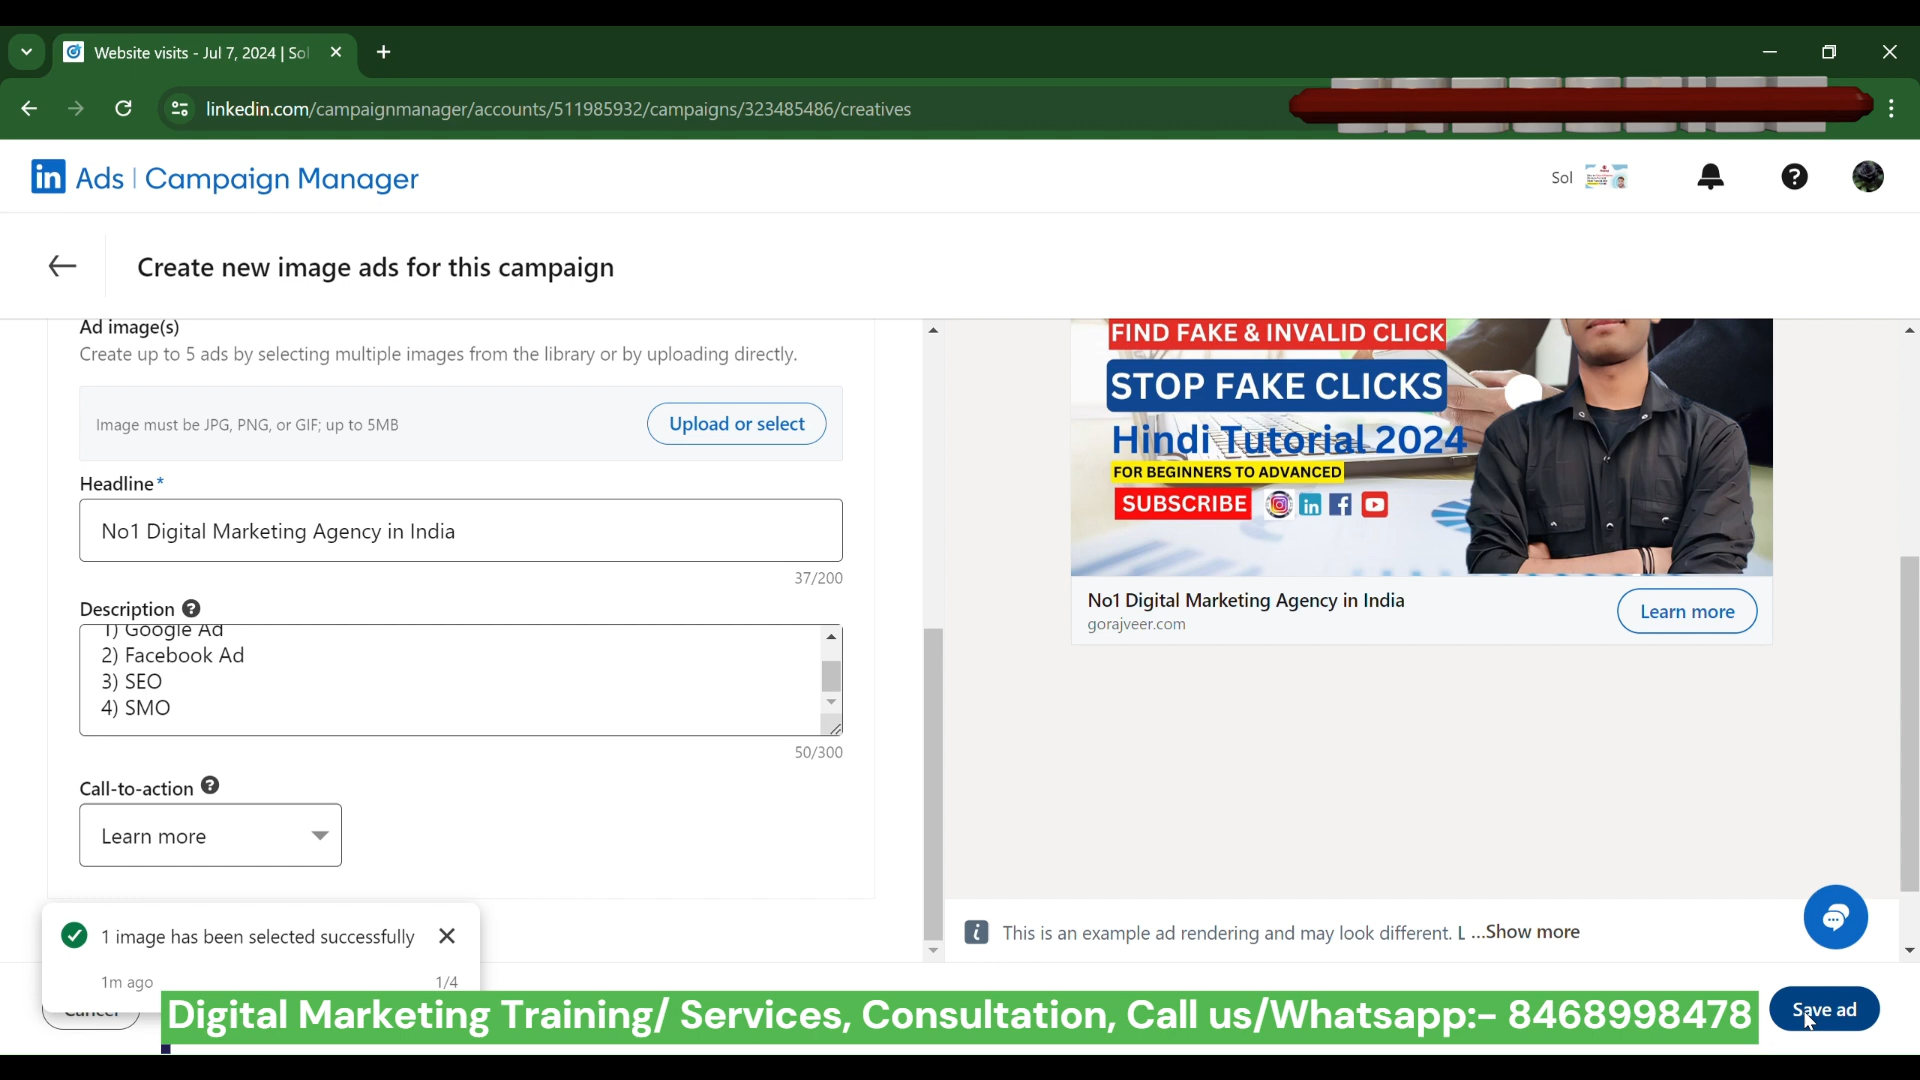 Website visits - Jul 7, 2024 | Sol
linkedin.com/campaignmanager/accounts/511985932/campaigns/323485486/creatives
in Ads | Campaign Manager
Sol
Create new image ads for this campaign
Ad image(s)
Create up to 5 ads by selecting multiple images from the library or by uploading directly.
Image must be JPG, PNG, or GIF; up to 5MB
Upload or select
Headline*
No1 Digital Marketing Agency in India
37/200
Description
1) Google Ad
2) Facebook Ad
3) SEO
4) SMO
50/300
Call-to-action
Learn more
1 image has been selected successfully
1m ago
1/4
Cancel
FIND FAKE & INVALID CLICK
STOP FAKE CLICKS
Hindi Tutorial 2024
FOR BEGINNERS TO ADVANCED
SUBSCRIBE
in
No1 Digital Marketing Agency in India
gorajveer.com
Learn more
This is an example ad rendering and may look different. L ...Show more
Digital Marketing Training/ Services, Consultation, Call us/Whatsapp:- 8468998478
Save ad